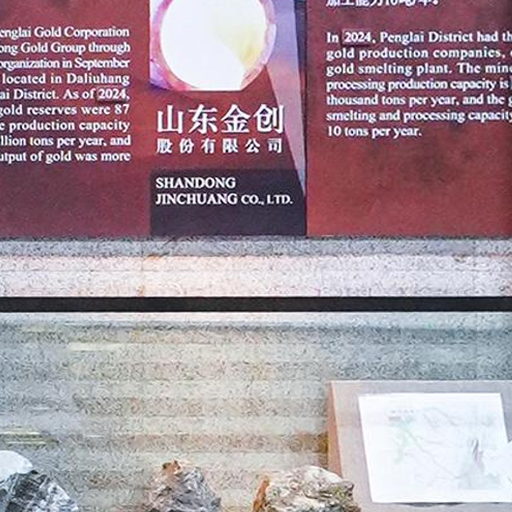 englai Gold Corporation
ong Gold Group through
organization in September
located in Daliuhang
ai District. As of 2024,
gold reserves were 87
e production capacity
llion tons per year, and
utput of gold was more
山东金创
股份有限公司
SHANDONG
JINCHUANG CO., LTD.
In 2024, Penglai District had th
gold production companies,
gold smelting plant. The mine
processing production capacity is
thousand tons per year, and the g
smelting and processing capacity
10 tons per year.